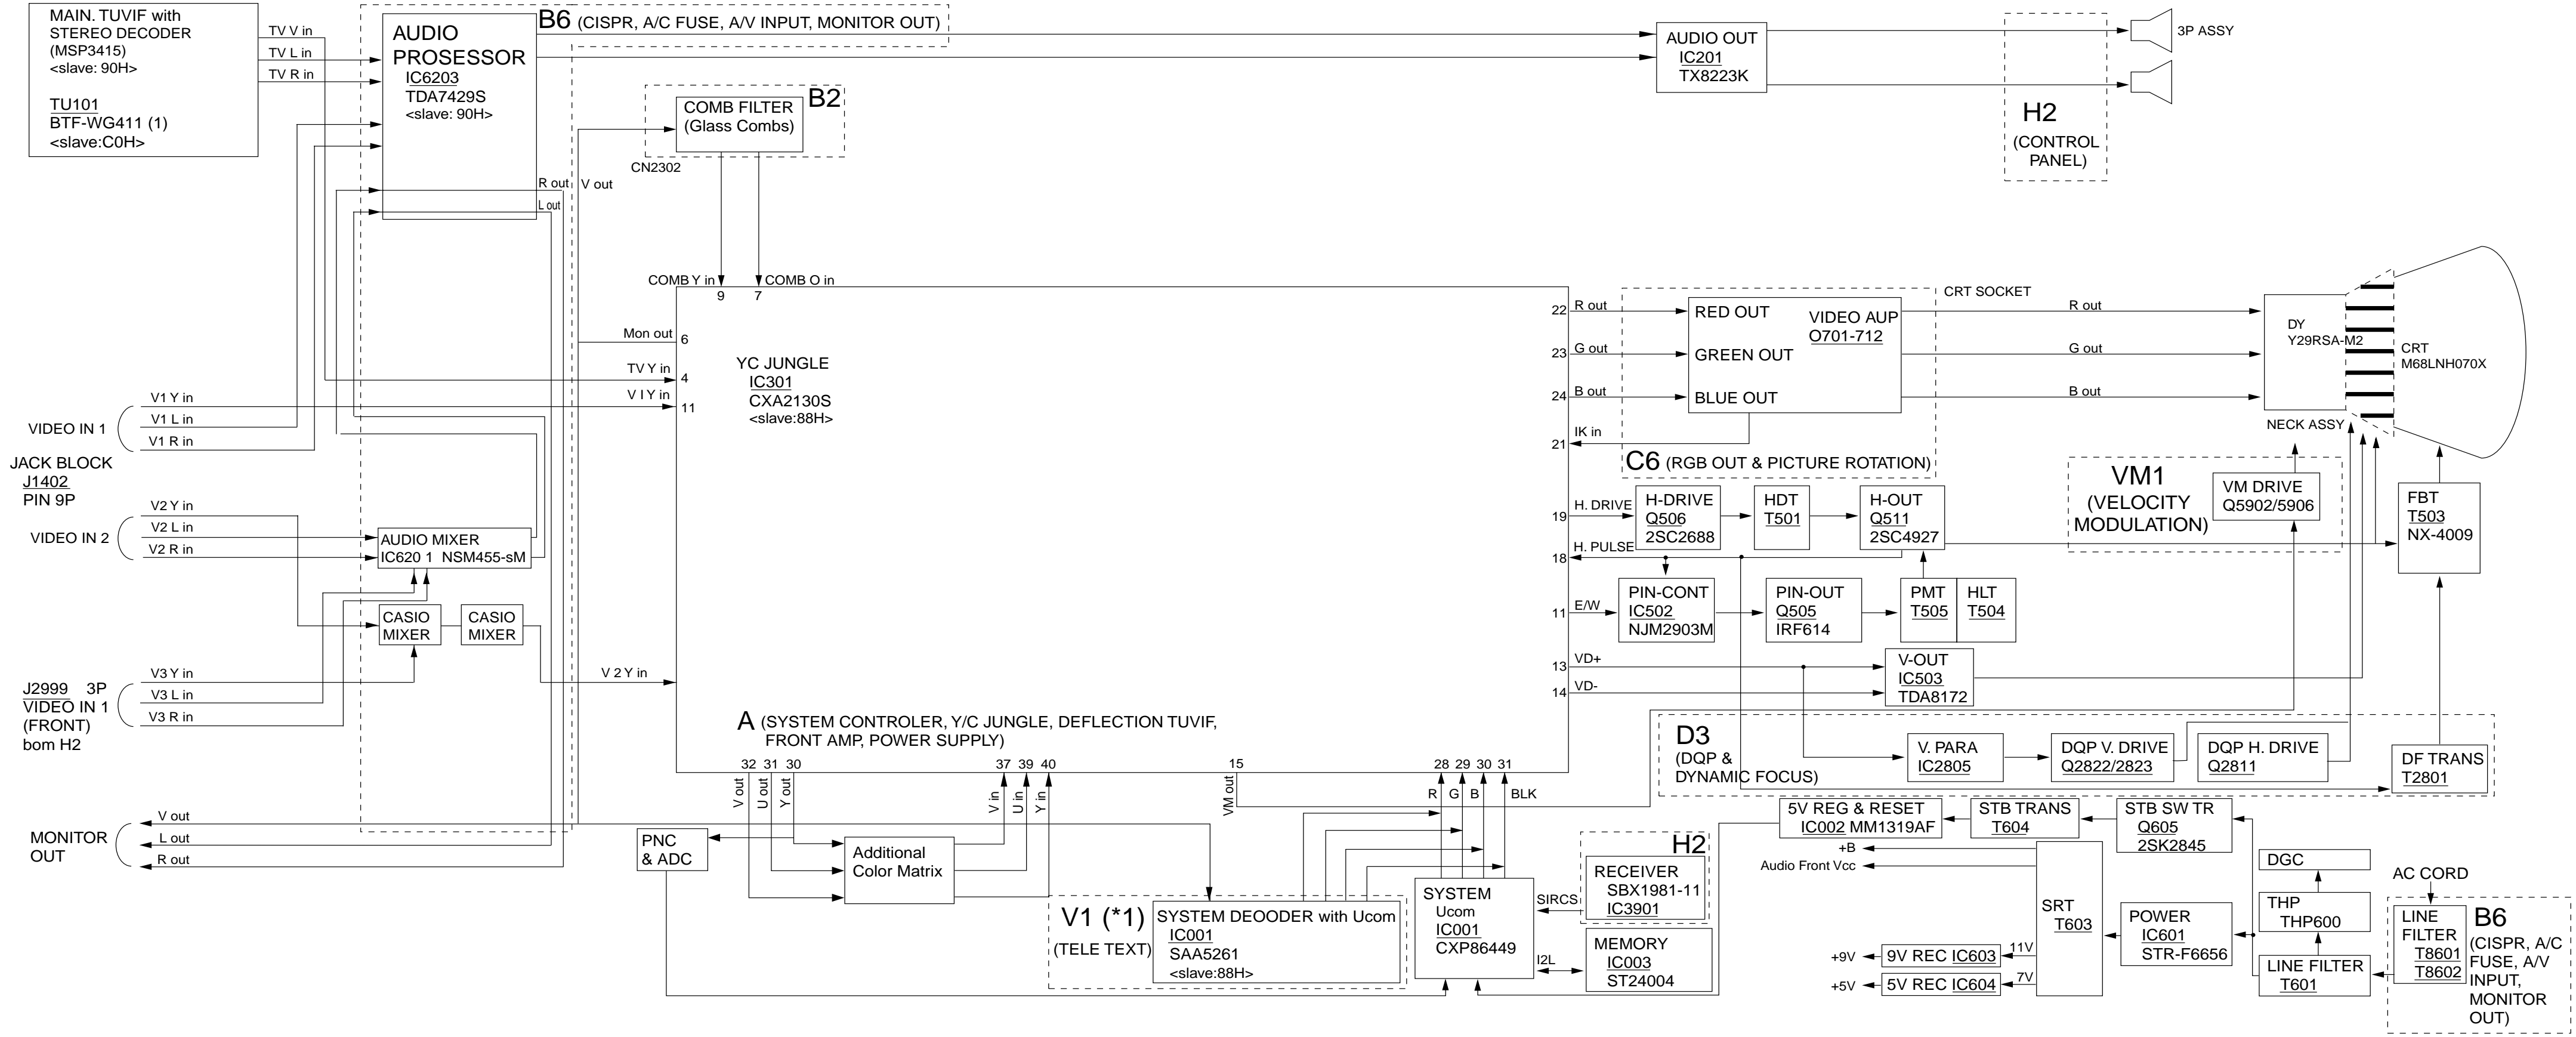 MAIN. TUVIF with
STEREO DECODER
(MSP3415)
<slave: 90H>
TU101
BTF-WG411 (1)
<slave:C0H>
TV V in
TV L in
TV R in
AUDIO
PROSESSOR
IC6203
TDA7429S
<slave: 90H>
B6 (CISPR, A/C FUSE, A/V INPUT, MONITOR OUT)
R out
V out
L out
B2
COMB FILTER
(Glass Combs)
CN2302
AUDIO OUT
IC201
TX8223K
H2
(CONTROL
PANEL)
3P ASSY
COMB Y in
COMB O in
9
7
Mon out
6
TV Y in
4
V I Y in
11
YC JUNGLE
IC301
CXA2130S
<slave:88H>
V1 Y in
V1 L in
V1 R in
VIDEO IN 1
JACK BLOCK
J1402
PIN 9P
V2 Y in
V2 L in
V2 R in
VIDEO IN 2
AUDIO MIXER
IC620 1 NSM455-sM
CASIO
MIXER
CASIO
MIXER
V 2 Y in
V3 Y in
V3 L in
V3 R in
J2999 3P
VIDEO IN 1
(FRONT)
bom H2
A (SYSTEM CONTROLER, Y/C JUNGLE, DEFLECTION TUVIF,
FRONT AMP, POWER SUPPLY)
22
R out
23
G out
24
B out
21
IK in
RED OUT
GREEN OUT
BLUE OUT
VIDEO AUP
O701-712
C6 (RGB OUT & PICTURE ROTATION)
CRT SOCKET
R out
G out
B out
DY
Y29RSA-M2
CRT
M68LNH070X
NECK ASSY
19
H. DRIVE
H-DRIVE
Q506
2SC2688
HDT
T501
H-OUT
Q511
2SC4927
18
H. PULSE
11
E/W
PIN-CONT
IC502
NJM2903M
PIN-OUT
Q505
IRF614
PMT
T505
HLT
T504
13
VD+
14
VD-
V-OUT
IC503
TDA8172
VM1
(VELOCITY
MODULATION)
VM DRIVE
Q5902/5906
FBT
T503
NX-4009
D3
(DQP &
DYNAMIC FOCUS)
V. PARA
IC2805
DQP V. DRIVE
Q2822/2823
DQP H. DRIVE
Q2811
DF TRANS
T2801
32
31
30
37
39
40
15
28
29
30
31
V out
U out
Y out
V in
U in
Y in
VM out
R
G
B
BLK
MONITOR
OUT
V out
L out
R out
PNC
& ADC
Additional
Color Matrix
V1 (*1)
(TELE TEXT)
SYSTEM DEOODER with Ucom
IC001
SAA5261
<slave:88H>
SYSTEM
Ucom
IC001
CXP86449
SIRCS
I2L
H2
RECEIVER
SBX1981-11
IC3901
MEMORY
IC003
ST24004
5V REG & RESET
IC002 MM1319AF
STB TRANS
T604
STB SW TR
Q605
2SK2845
+B
Audio Front Vcc
SRT
T603
+9V
9V REC IC603
11V
+5V
5V REC IC604
7V
POWER
IC601
STR-F6656
DGC
THP
THP600
LINE FILTER
T601
AC CORD
LINE
FILTER
T8601
T8602
B6
(CISPR, A/C
FUSE, A/V
INPUT,
MONITOR
OUT)